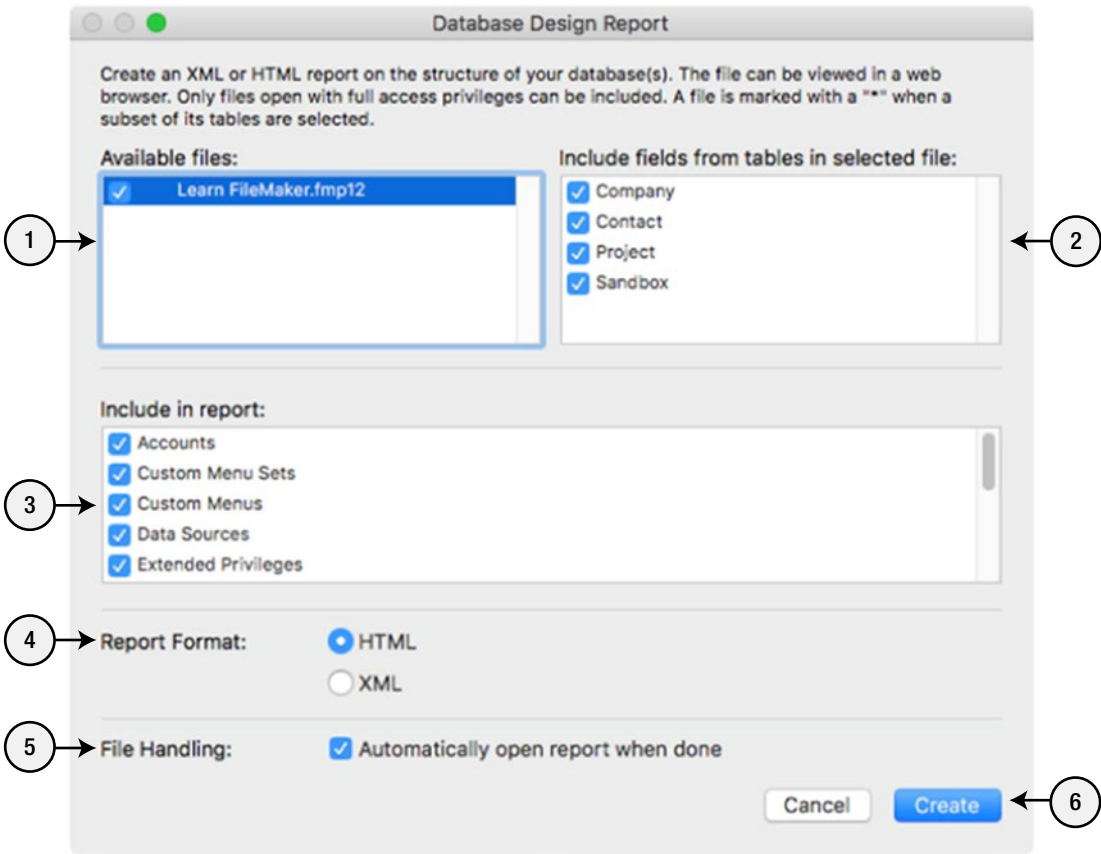 Database Design Report
Create an XML or HTML report on the structure of your database(s). The file can be viewed in a web
browser. Only files open with full access privileges can be included. A file is marked with a "*" when a
subset of its tables are selected.
Available files:
Include fields from tables in selected file:
Learn FileMaker.fmp12
Company
Contact
Project
Sandbox
1
2
Include in report:
Accounts
Custom Menu Sets
Custom Menus
Data Sources
Extended Privileges
3
4
Report Format:
HTML
XML
5
File Handling:
Automatically open report when done
Cancel
Create
6